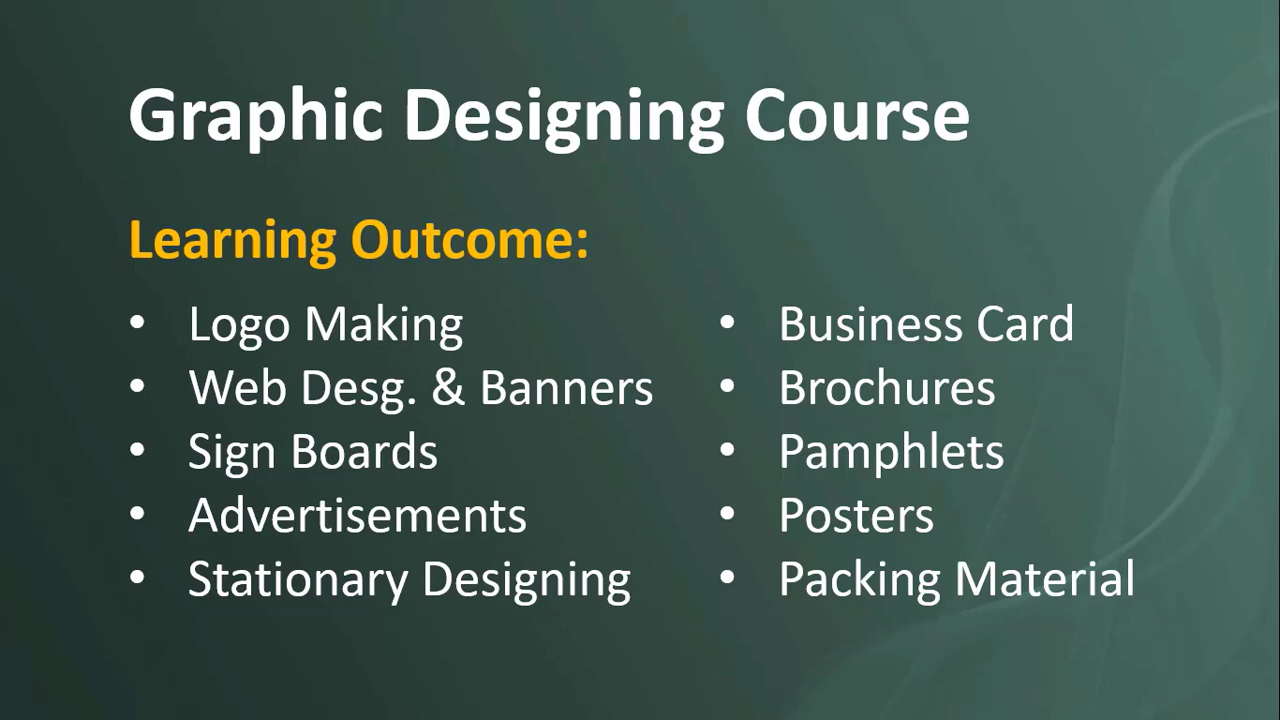 Graphic Designing Course
Learning Outcome:
• Logo Making
• Web Desg. & Banners
• Sign Boards
• Advertisements
• Stationary Designing
• Business Card
• Brochures
• Pamphlets
• Posters
• Packing Material